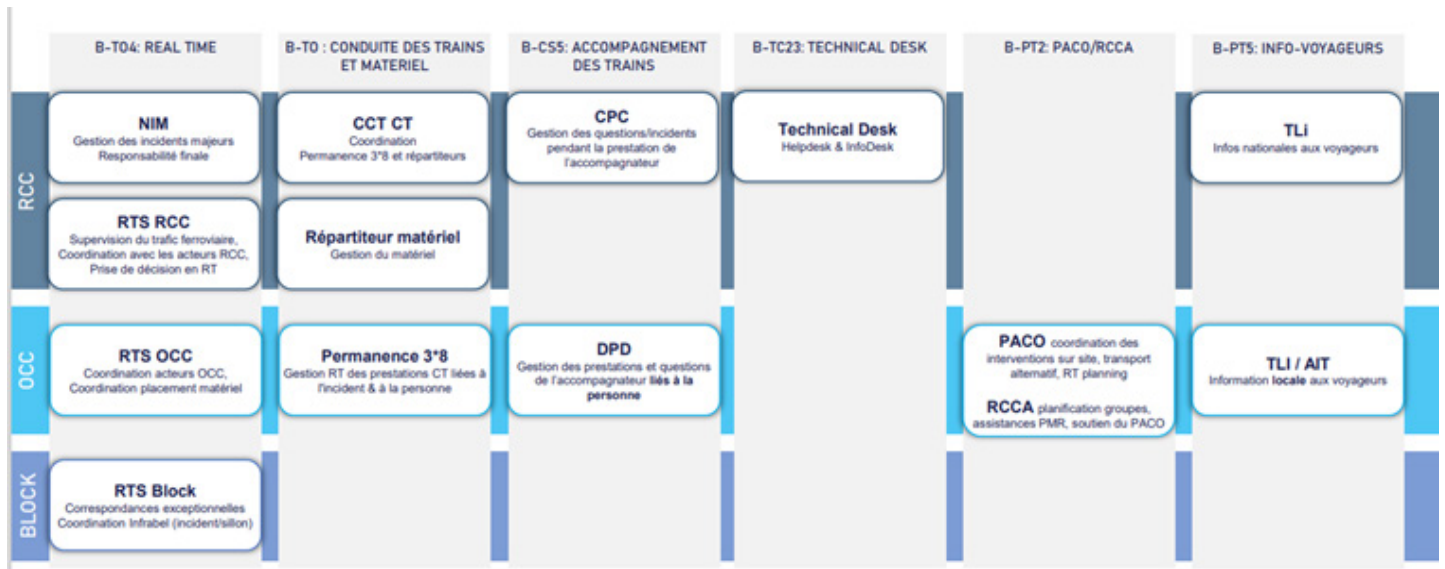 B-TO4: REAL TIME
B-TO : CONDUITE DES TRAINS
ET MATERIEL
B-CS5: ACCOMPAGNEMENT
DES TRAINS
B-TC23: TECHNICAL DESK
B-PT2: PACO/RCCA
B-PT5: INFO-VOYAGEURS
RCC
NIM
Gestion des incidents majeurs
Responsabilité finale
CCT CT
Coordination
Permanence 3*8 et répartiteurs
CPC
Gestion des questions/incidents
pendant la prestation de
l'accompagnateur
Technical Desk
Helpdesk & InfoDesk
TLi
Infos nationales aux voyageurs
RTS RCC
Supervision du trafic ferroviaire,
Coordination avec les acteurs RCC,
Prise de décision en RT
Répartiteur matériel
Gestion du matériel
OCC
RTS OCC
Coordination acteurs OCC,
Coordination placement matériel
Permanence 3*8
Gestion RT des prestations CT liées à
l'incident & à la personne
DPD
Gestion des prestations et questions
de l'accompagnateur liés à la
personne
PACO coordination des
interventions sur site, transport
alternatif, RT planning
RCCA planification groupes,
assistances PMR, soutien du PACO
TLI / AIT
Information locale aux voyageurs
BLOCK
RTS Block
Correspondances exceptionnelles
Coordination Infrabel (incident/sillon)